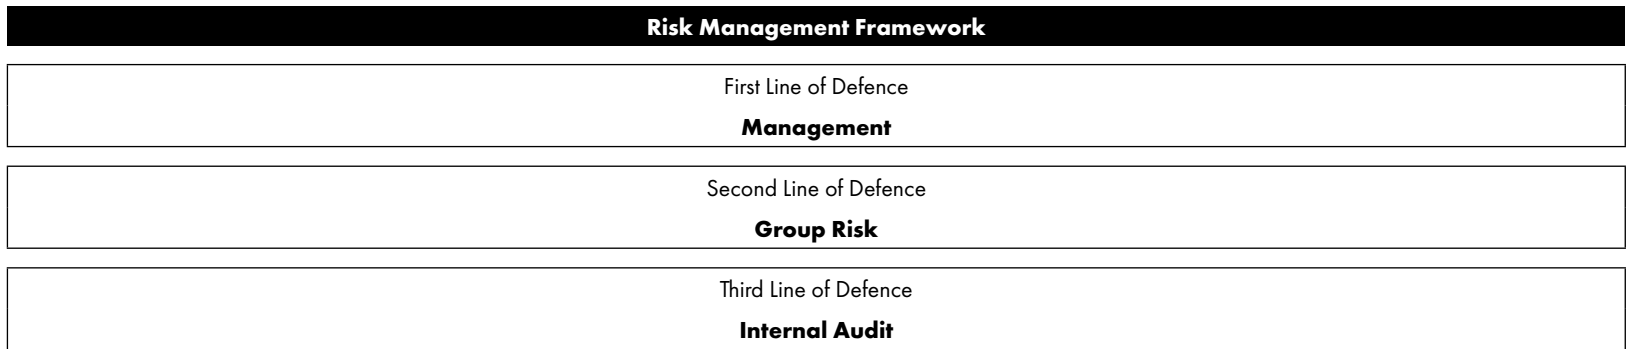 Risk Management Framework
First Line of Defence
Management
Second Line of Defence
Group Risk
Third Line of Defence
Internal Audit